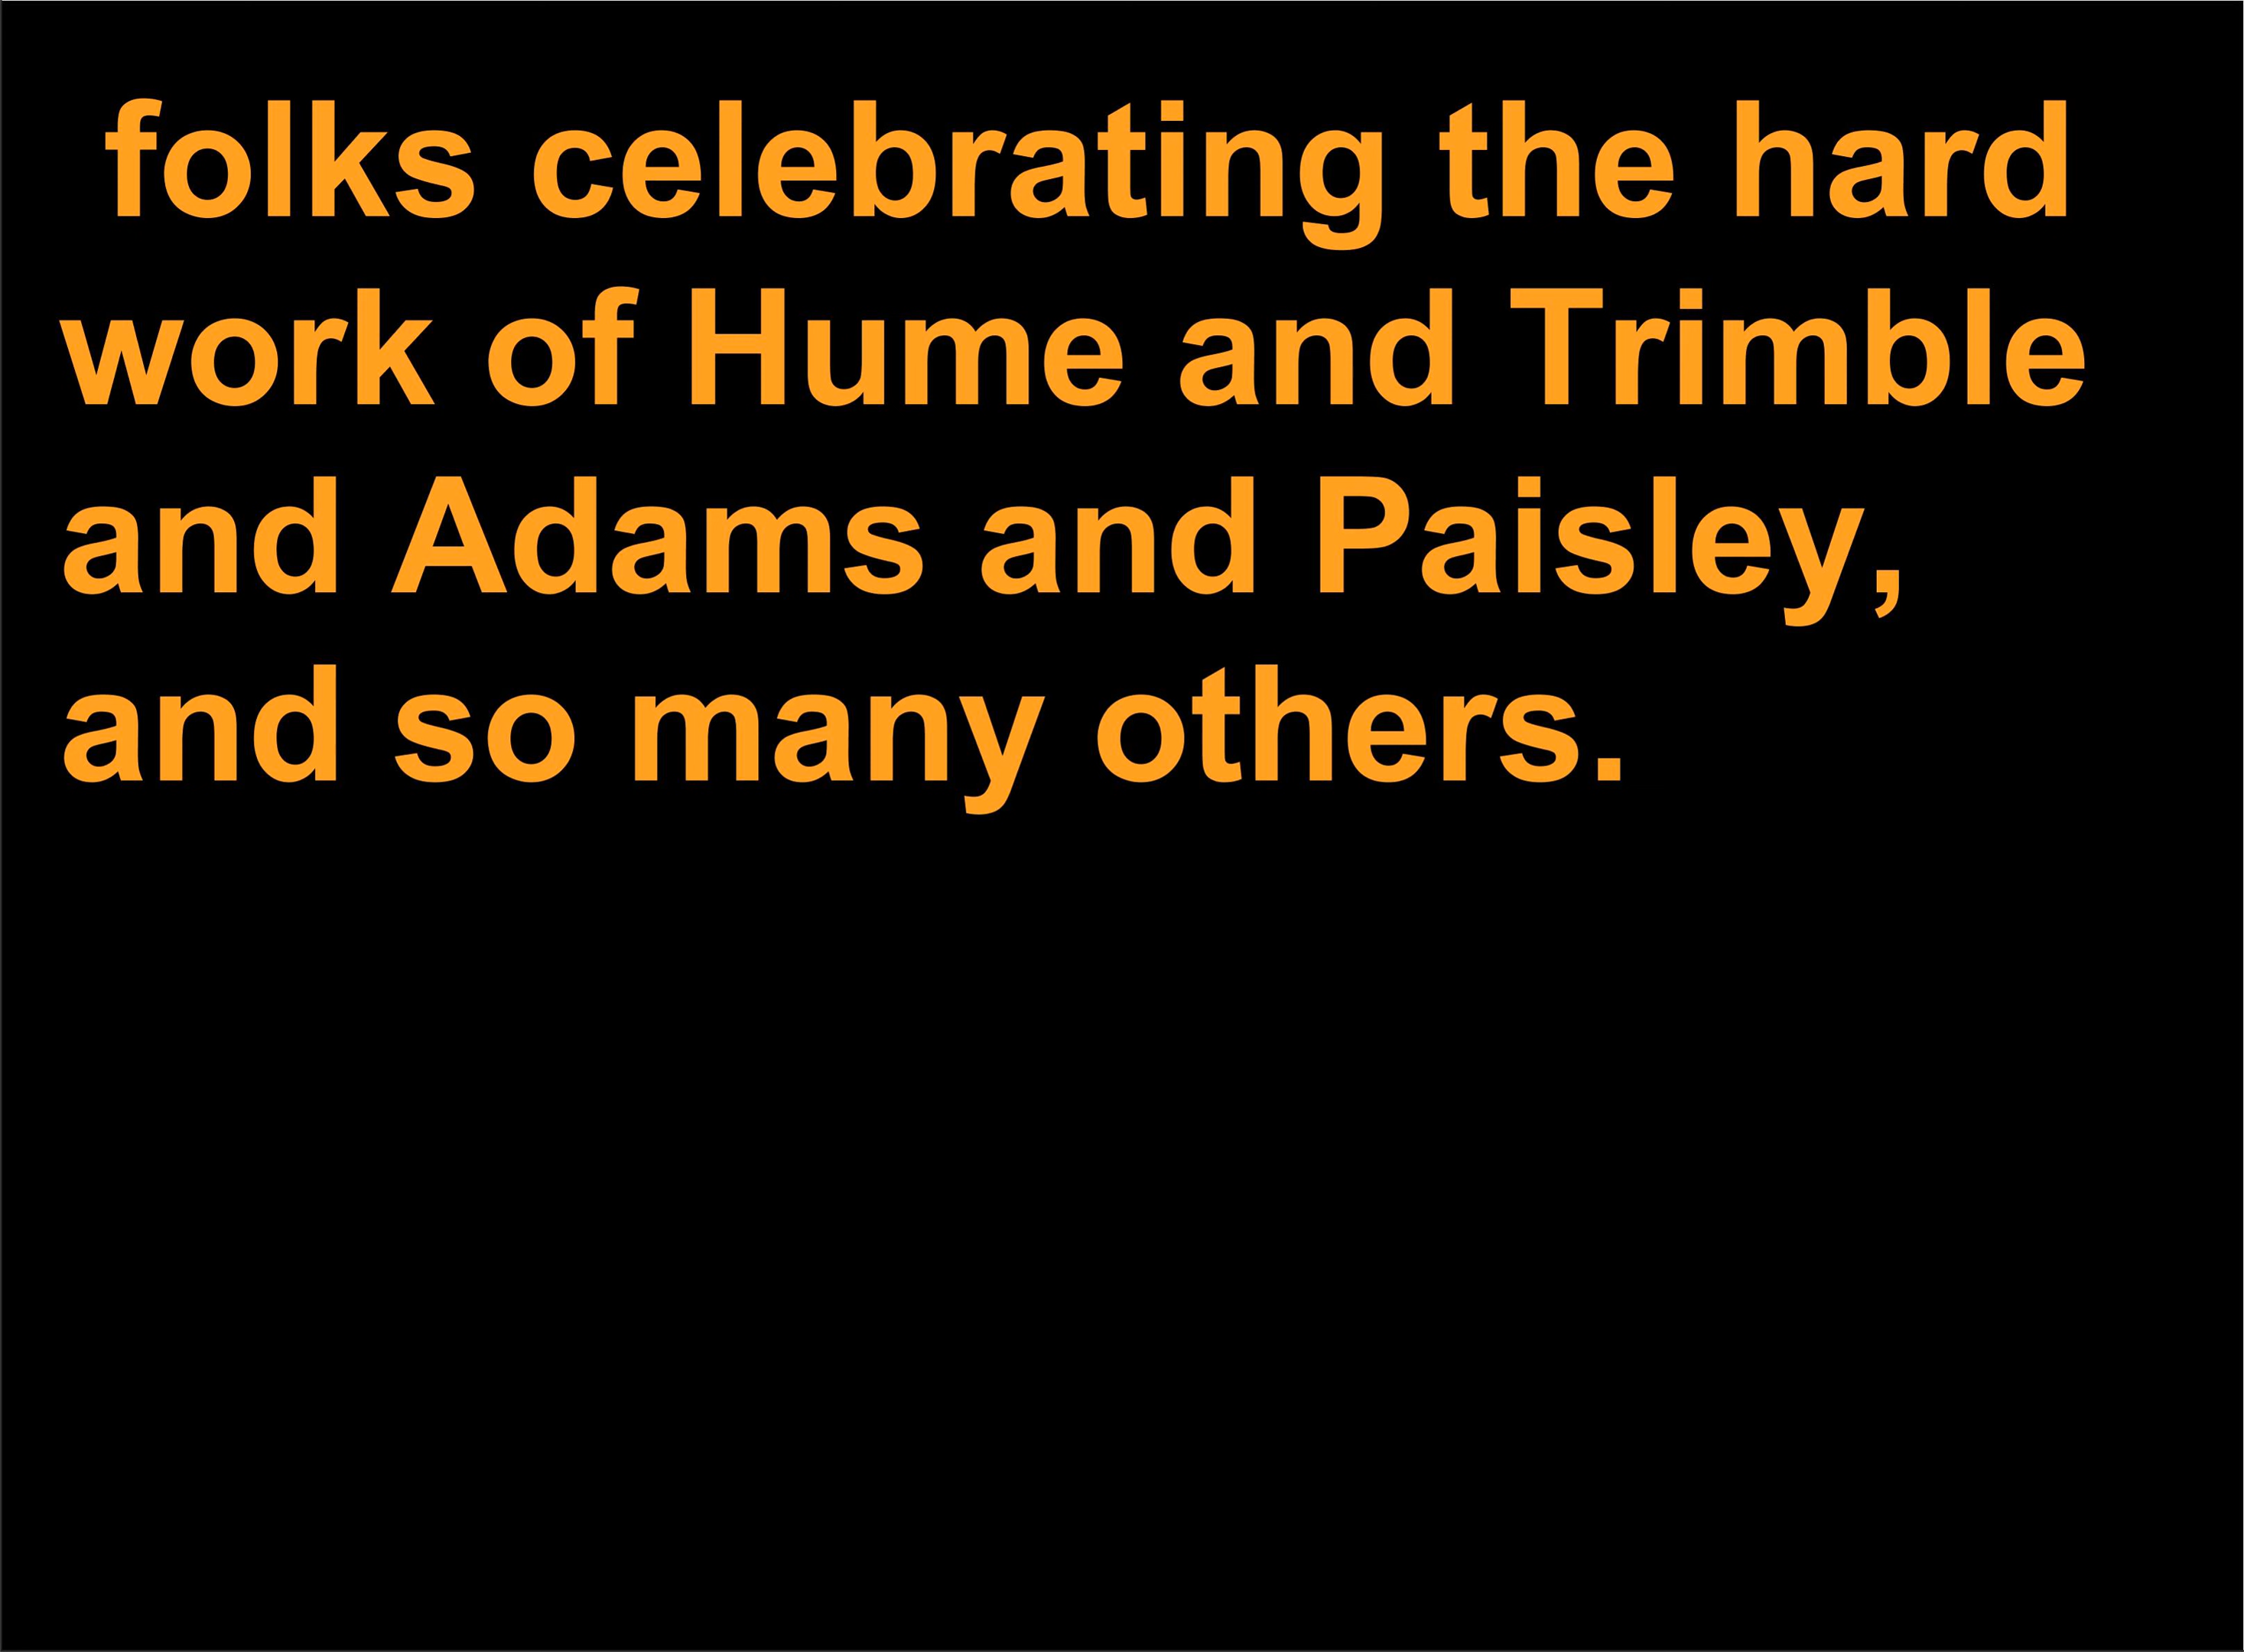 folks celebrating the hard
work of Hume and Trimble
and Adams and Paisley,
and so many others.